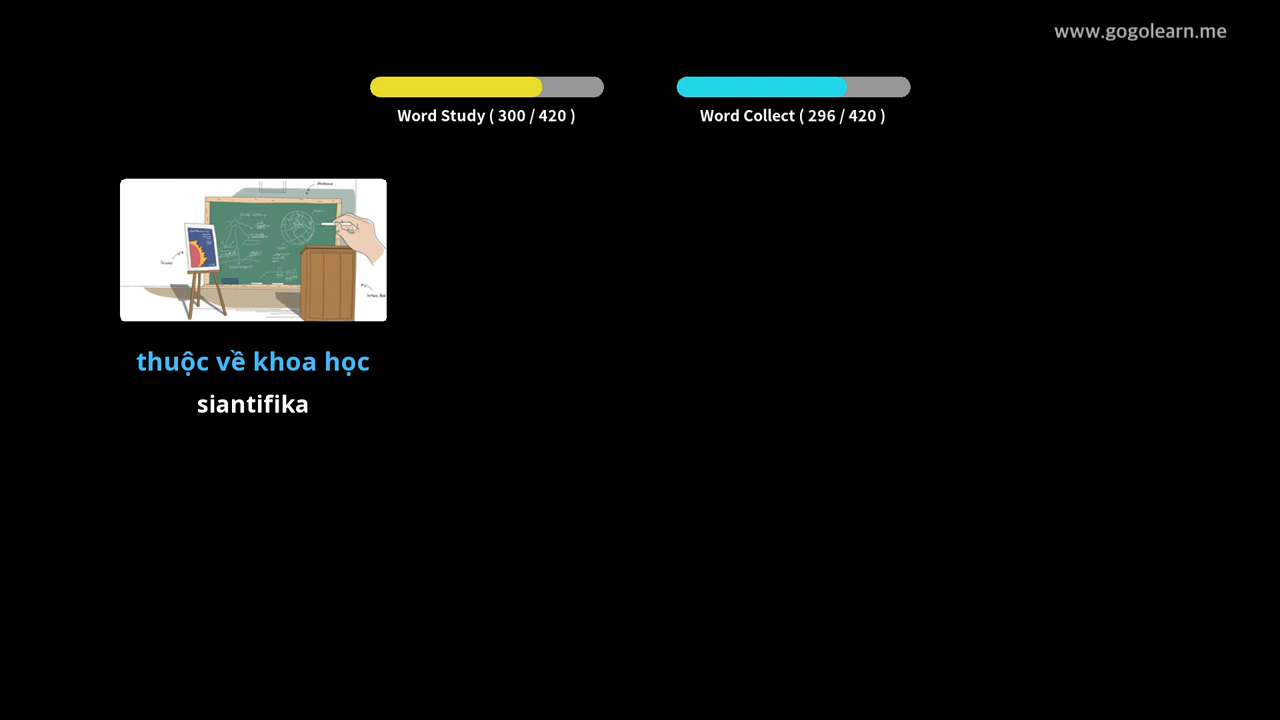 www.gogolearn.me
Word Study ( 300 / 420 )
Word Collect ( 296 / 420 )
thuộc về khoa học
siantifika